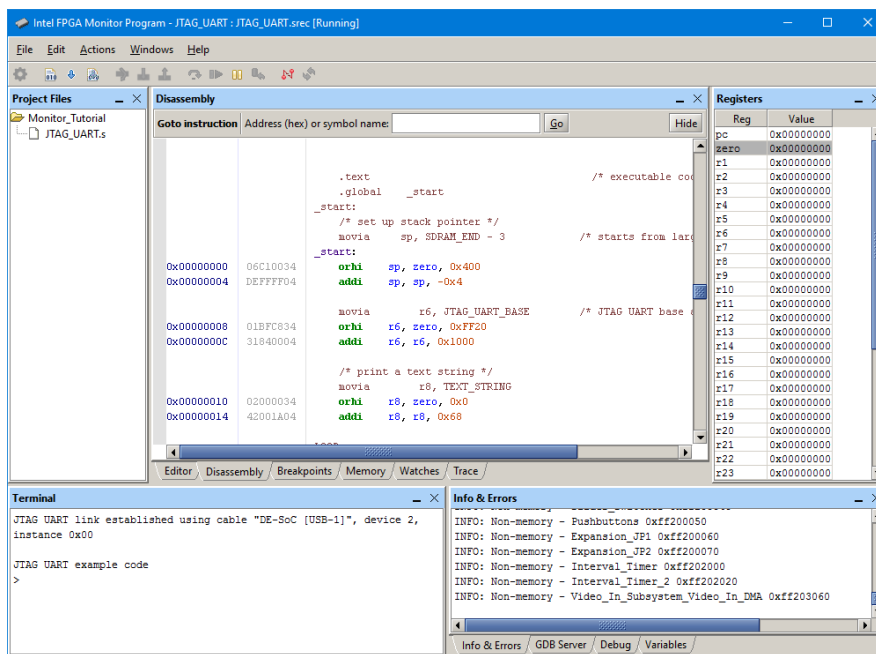 Intel FPGA Monitor Program - JTAG_UART : JTAG_UART.srec [Running]
File Edit Actions Windows Help
Project Files
Monitor_Tutorial
JTAG_UART.s
Disassembly
Goto instruction Address (hex) or symbol name: Go Hide
.text /* executable co
.global _start
_start:
/* set up stack pointer */
movia sp, SDRAM_END - 3 /* starts from lar
_start:
0x00000000 06C10034 orhi sp, zero, 0x400
0x00000004 DEFFFF04 addi sp, sp, -0x4
movia r6, JTAG_UART_BASE /* JTAG UART base
0x00000008 01BFC834 orhi r6, zero, 0xFF20
0x0000000C 31840004 addi r6, r6, 0x1000
/* print a text string */
movia r8, TEXT_STRING
0x00000010 02000034 orhi r8, zero, 0x0
0x00000014 42001A04 addi r8, r8, 0x68
Editor Disassembly Breakpoints Memory Watches Trace
Registers
Reg Value
pc 0x00000000
zero 0x00000000
r1 0x00000000
r2 0x00000000
r3 0x00000000
r4 0x00000000
r5 0x00000000
r6 0x00000000
r7 0x00000000
r8 0x00000000
r9 0x00000000
r10 0x00000000
r11 0x00000000
r12 0x00000000
r13 0x00000000
r14 0x00000000
r15 0x00000000
r16 0x00000000
r17 0x00000000
r18 0x00000000
r19 0x00000000
r20 0x00000000
r21 0x00000000
r22 0x00000000
r23 0x00000000
Terminal
JTAG UART link established using cable "DE-SoC [USB-1]", device 2,
instance 0x00
JTAG UART example code
>
Info & Errors
INFO: Non-memory - Pushbuttons 0xff200050
INFO: Non-memory - Expansion_JP1 0xff200060
INFO: Non-memory - Expansion_JP2 0xff200070
INFO: Non-memory - Interval_Timer 0xff202000
INFO: Non-memory - Interval_Timer_2 0xff202020
INFO: Non-memory - Video_In_Subsystem_Video_In_DMA 0xff203060
Info & Errors GDB Server Debug Variables